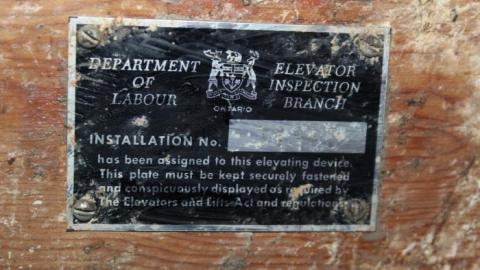 DEPARTMENT
OF
LABOUR
ONTARIO
ELEVATOR
INSPECTION
BRANCH
INSTALLATION No.
has been assigned to this elevating device.
This plate must be kept securely fastened
and conspicuously displayed as required by
The Elevators and Lifts Act and regulations.